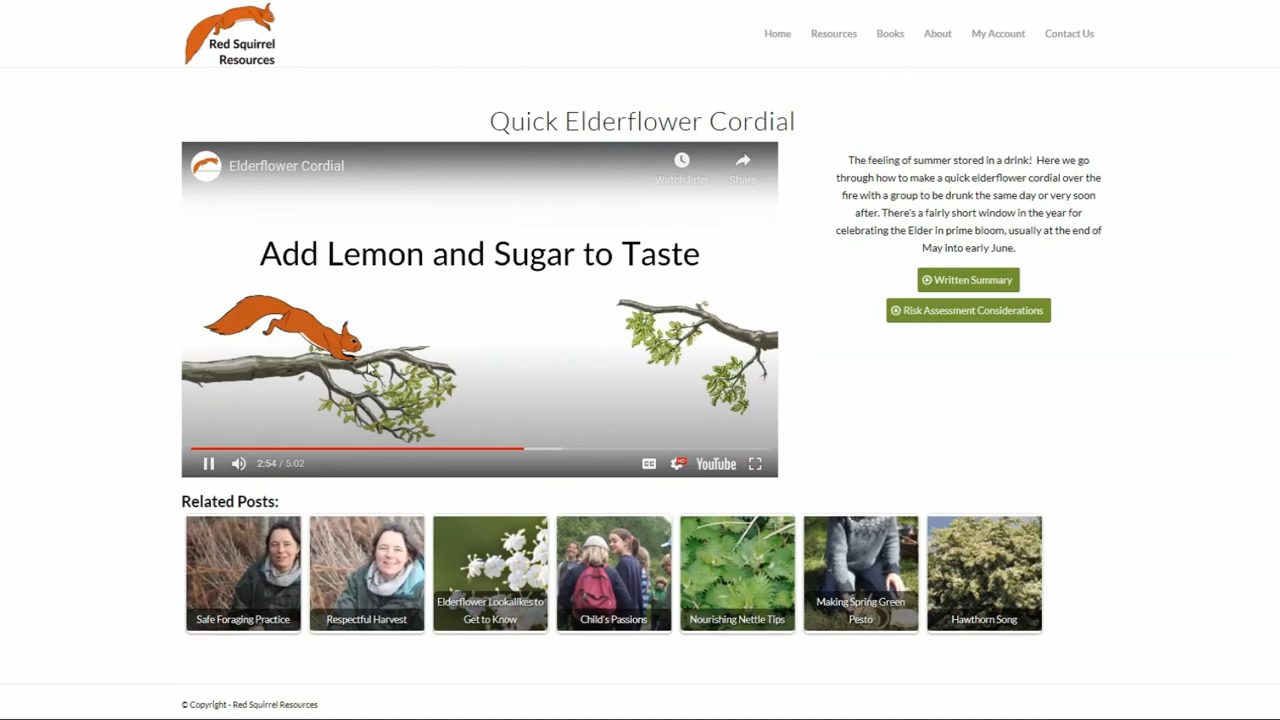 Red Squirrel
Resources
Home
Resources
Books
About
My Account
Contact Us
Quick Elderflower Cordial
Elderflower Cordial
Watch later
Share
Add Lemon and Sugar to Taste
2:54 / 5:02
CC
HD
YouTube
The feeling of summer stored in a drink! Here we go
through how to make a quick elderflower cordial over the
fire with a group to be drunk the same day or very soon
after. There's a fairly short window in the year for
celebrating the Elder in prime bloom, usually at the end of
May into early June.
Written Summary
Risk Assessment Considerations
Related Posts:
Safe Foraging Practice
Respectful Harvest
Elderflower Lookalikes to
Get to Know
Child's Passions
Nourishing Nettle Tips
Making Spring Green
Pesto
Hawthorn Song
© Copyright - Red Squirrel Resources